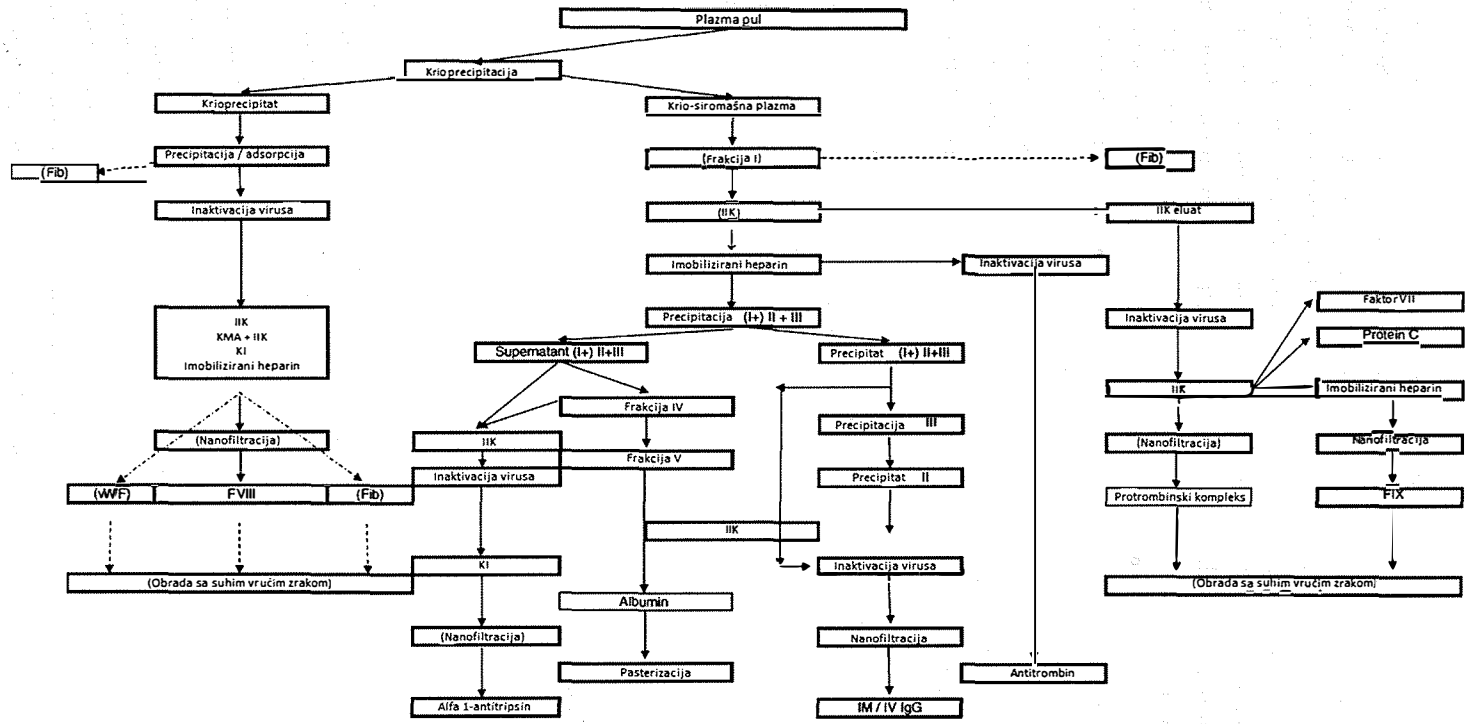 Plazma pul
Krioprecipitacija
Krioprecipitat
Krio-siromašna plazma
Precipitacija / adsorpcija
(Frakcija I)
(Fib)
(Fib)
Inaktivacija virusa
(IIK)
IIK eluat
Imobilizirani heparin
Inaktivacija virusa
Faktor VII
IIK
KMA + IIK
KI
Imobilizirani heparin
Precipitacija (I+) II + III
Inaktivacija virusa
Protein C
Supernatant (I+) II+III
Precipitat (I+) II+III
IIK
Imobilizirani heparin
Frakcija IV
Precipitacija III
(Nanofiltracija)
IIK
(Nanofiltracija)
Nanofiltracija
Frakcija V
Inaktivacija virusa
Precipitat II
(vWF)
FVIII
(Fib)
Protrombinski kompleks
FIX
IIK
KI
Inaktivacija virusa
(Obrada sa suhim vrućim zrakom)
(Obrada sa suhim vrućim zrakom)
Albumin
(Nanofiltracija)
Nanofiltracija
Pasterizacija
Antitrombin
Alfa 1-antitripsin
IM / IV IgG